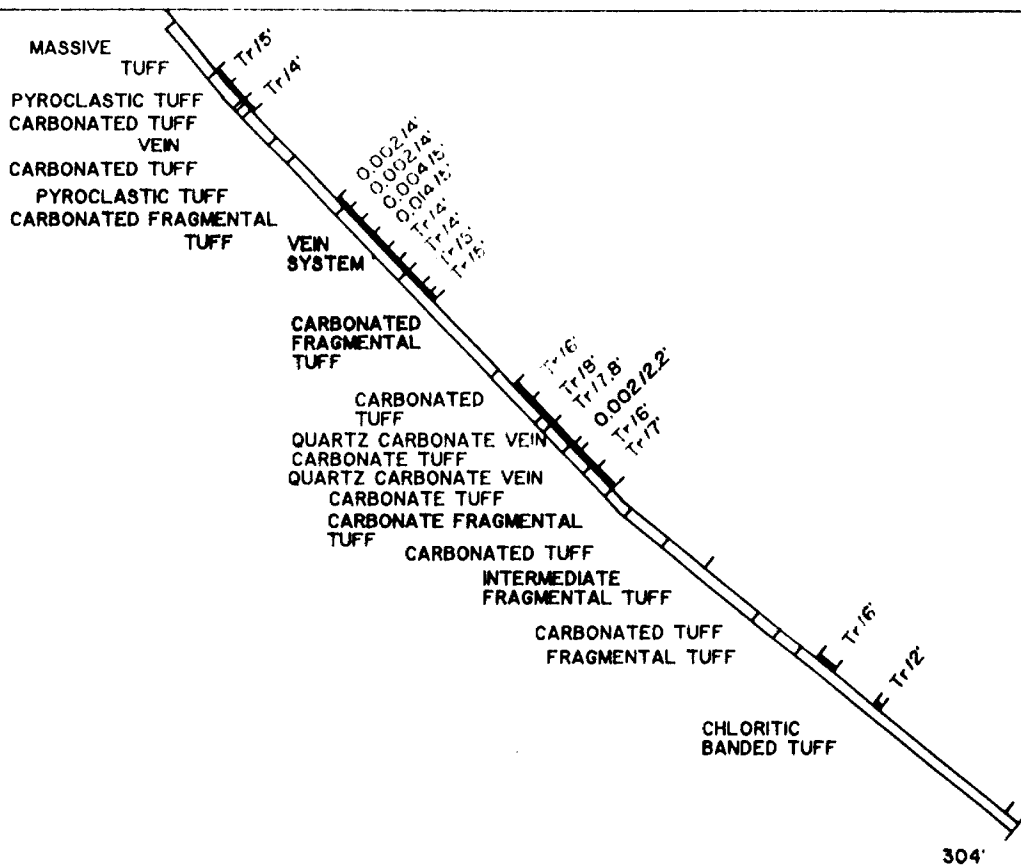 MASSIVE
TUFF
PYROCLASTIC TUFF
CARBONATED TUFF
VEIN
CARBONATED TUFF
PYROCLASTIC TUFF
CARBONATED FRAGMENTAL
TUFF
VEIN
SYSTEM
CARBONATED
FRAGMENTAL
TUFF
CARBONATED
TUFF
QUARTZ CARBONATE VEIN
CARBONATE TUFF
QUARTZ CARBONATE VEIN
CARBONATE TUFF
CARBONATE FRAGMENTAL
TUFF
CARBONATED TUFF
INTERMEDIATE
FRAGMENTAL TUFF
CARBONATED TUFF
FRAGMENTAL TUFF
CHLORITIC
BANDED TUFF
Tr/5'
Tr/4'
0.002/4'
0.002/4'
0.004/5'
0.014/5'
Tr/4'
Tr/4'
Tr/5'
Tr/6'
Tr/7.8'
0.002/2.2'
Tr/6'
Tr/7'
Tr/6'
Tr/2'
304'